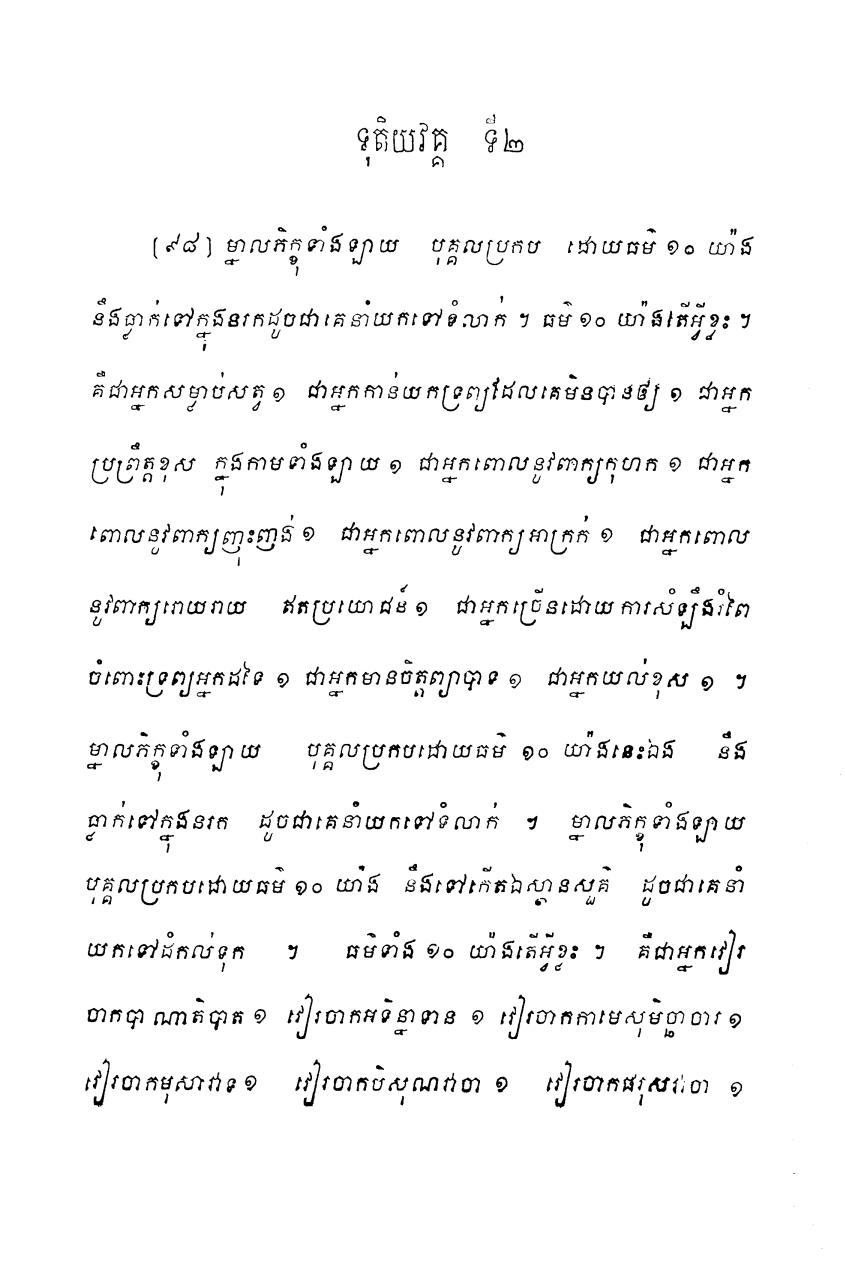 ទុតិយវគ្គ ទី២
(៩៨) ម្នាលភិក្ខុទាំងឡាយ បុគ្គលប្រកប ដោយធម៌ ១០ យ៉ាង
នឹងធ្លាក់ទៅក្នុងនរកដូចជាគេនាំយកទៅទំលាក់ ។ ធម៌ ១០ យ៉ាងតើអ្វីខ្លះ ។
គឺជាអ្នកសម្លាប់សត្វ ១ ជាអ្នកកាន់យកទ្រព្យដែលគេមិនបានឲ្យ ១ ជាអ្នក
ប្រព្រឹត្តខុស ក្នុងកាមទាំងឡាយ ១ ជាអ្នកពោលនូវពាក្យកុហក ១ ជាអ្នក
ពោលនូវពាក្យញុះញង់ ១ ជាអ្នកពោលនូវពាក្យអាក្រក់ ១ ជាអ្នកពោល
នូវពាក្យរោយរាយ ឥតប្រយោជន៍ ១ ជាអ្នកច្រើនដោយការសំឡឹងរំពៃ
ចំពោះទ្រព្យអ្នកដទៃ ១ ជាអ្នកមានចិត្តព្យាបាទ ១ ជាអ្នកយល់ខុស ១ ។
ម្នាលភិក្ខុទាំងឡាយ បុគ្គលប្រកបដោយធម៌ ១០ យ៉ាងនេះឯង នឹង
ធ្លាក់ទៅក្នុងនរក ដូចជាគេនាំយកទៅទំលាក់ ។ ម្នាលភិក្ខុទាំងឡាយ
បុគ្គលប្រកបដោយធម៌ ១០ យ៉ាង នឹងទៅកើតឯស្ថានសួគ៌ ដូចជាគេនាំ
យកទៅដំកល់ទុក ។ ធម៌ទាំង ១០ យ៉ាងតើអ្វីខ្លះ ។ គឺជាអ្នកវៀរ
ចាកបាណាតិបាត ១ វៀរចាកអទិន្នាទាន ១ វៀរចាកកាមេសុមិច្ឆាចារ ១
វៀរចាកមុសាវាទ ១ វៀរចាកបិសុណវាចា ១ វៀរចាកផរុសវាចា ១